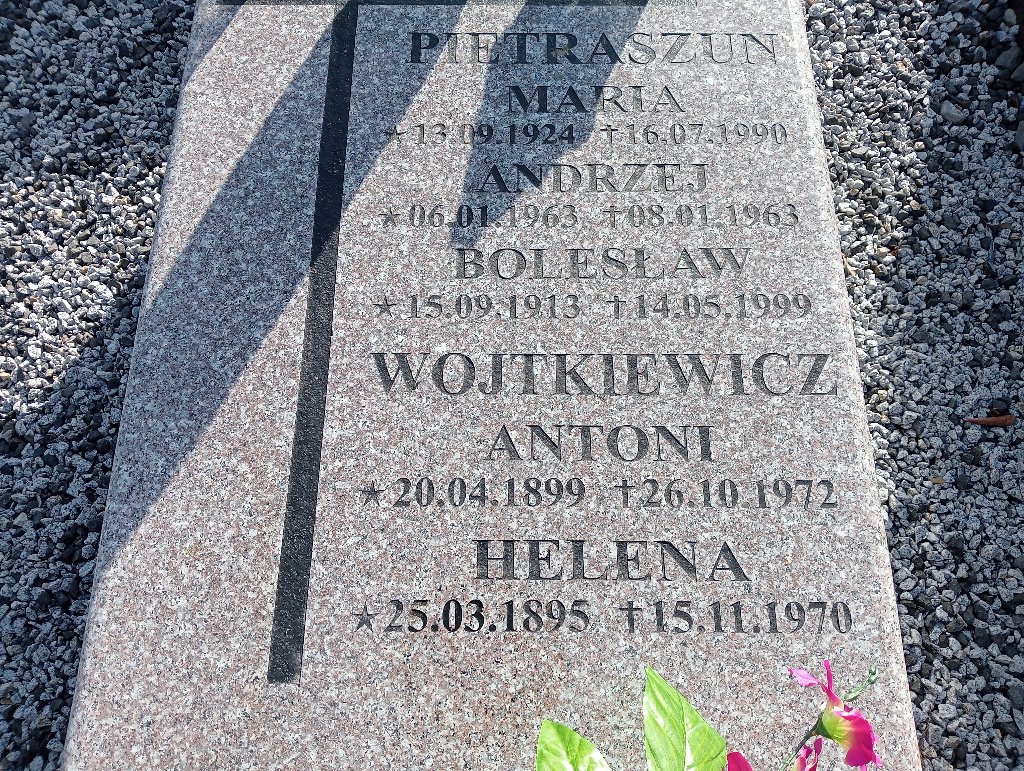 PIETRASZUN
MARIA
★13.09.1924 ✝16.07.1990
ANDRZEJ
★06.01.1963 ✝08.01.1963
BOLESŁAW
★15.09.1913 ✝14.05.1999
WOJTKIEWICZ
ANTONI
★20.04.1899 ✝26.10.1972
HELENA
★25.03.1895 ✝15.11.1970